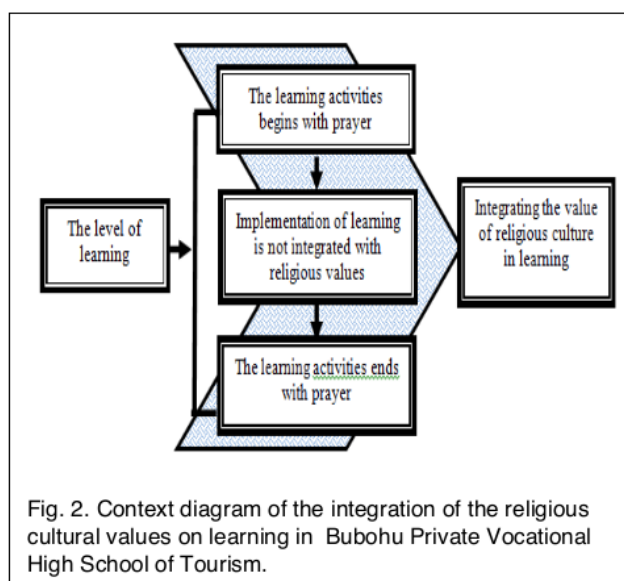 The learning activities
begins with prayer
The level of
learning
Implementation of learning
is not integrated with
religious values
Integrating the value
of religious culture
in learning
The learning activities ends
with prayer
Fig. 2. Context diagram of the integration of the religious
cultural values on learning in Bubohu Private Vocational
High School of Tourism.